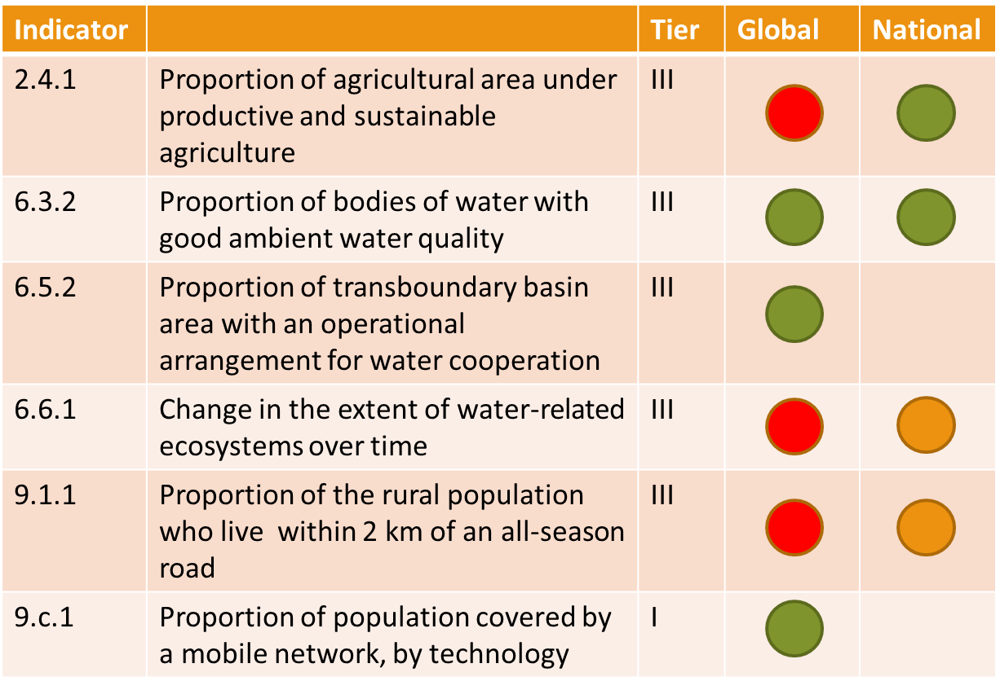 Indicator Tier Global National
2.4.1 Proportion of agricultural area under III
productive and sustainable
agriculture
6.3.2 Proportion of bodies of water with III
good ambient water quality
6.5.2 Proportion of transboundary basin III
area with an operational
arrangement for water cooperation
6.6.1 Change in the extent of water-related III
ecosystems over time
9.1.1 Proportion of the rural population III
who live  within 2 km of an all-season
road
9.c.1 Proportion of population covered by I
a mobile network, by technology